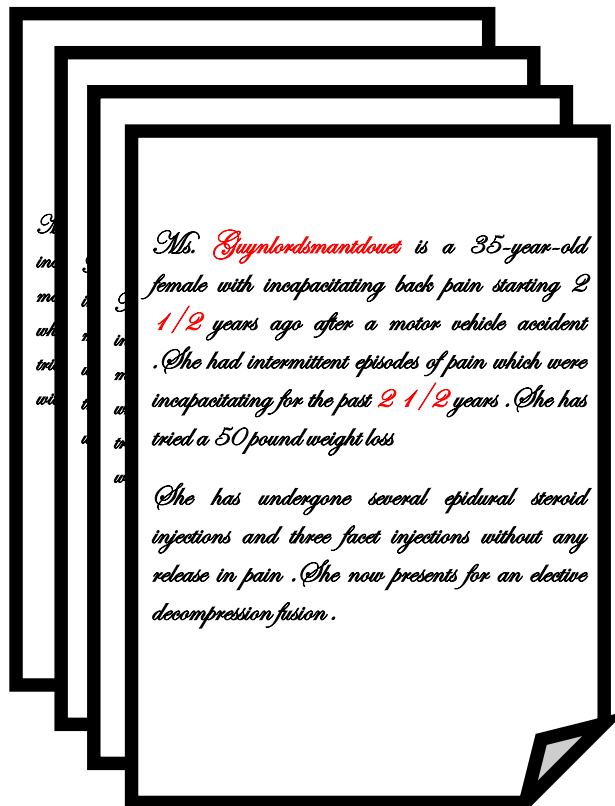 Ms. Guynlordsmantdouet is a 35-year-old
female with incapacitating back pain starting 2
1/2 years ago after a motor vehicle accident
.She had intermittent episodes of pain which were
incapacitating for the past 2 1/2 years .She has
tried a 50 pound weight loss
She has undergone several epidural steroid
injections and three facet injections without any
release in pain .She now presents for an elective
decompression fusion .